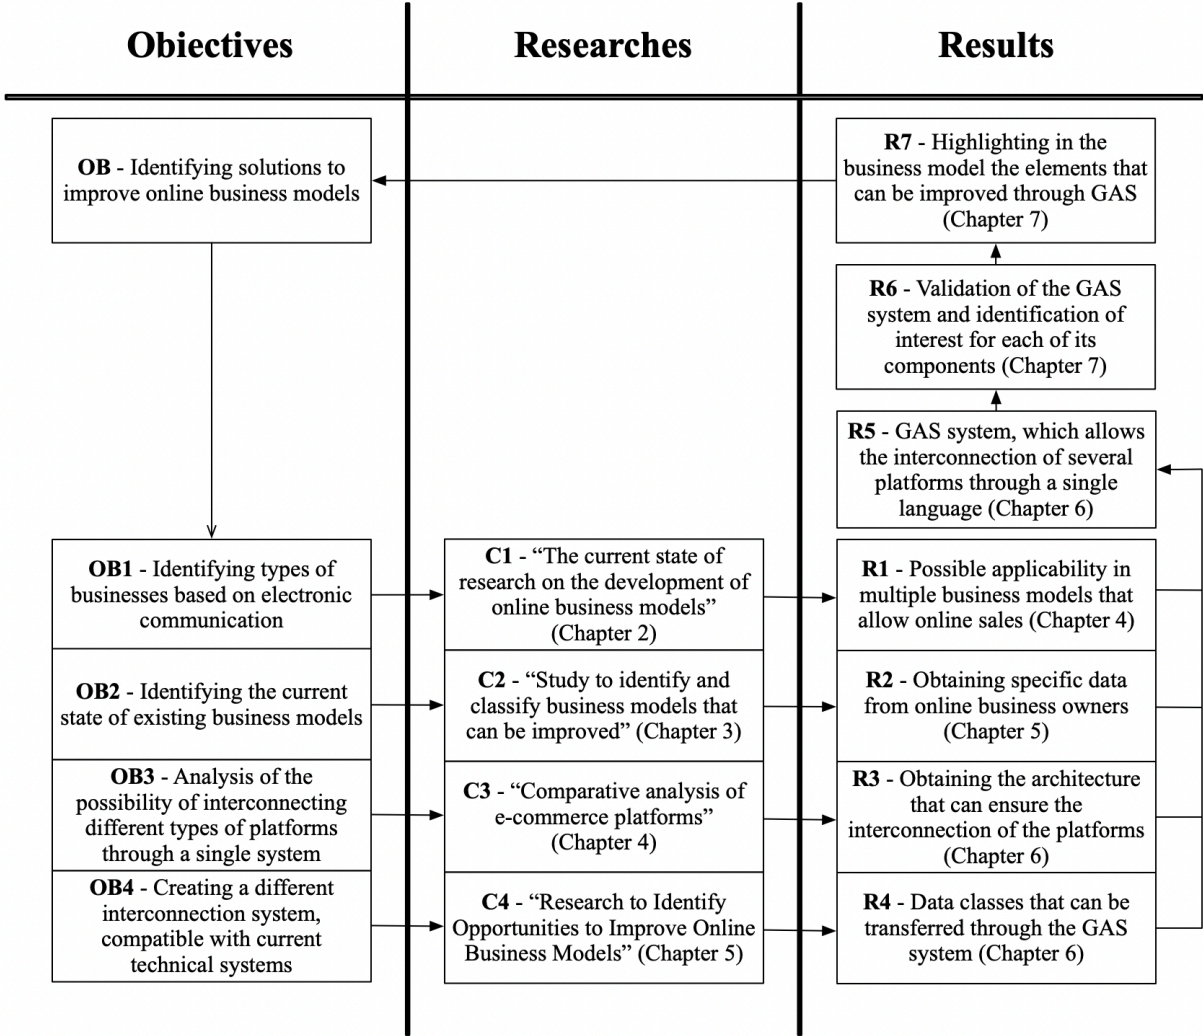 Obiectives
Researches
Results
OB - Identifying solutions to
improve online business models
R7 - Highlighting in the
business model the elements that
can be improved through GAS
(Chapter 7)
R6 - Validation of the GAS
system and identification of
interest for each of its
components (Chapter 7)
R5 - GAS system, which allows
the interconnection of several
platforms through a single
language (Chapter 6)
OB1 - Identifying types of
businesses based on electronic
communication
C1 - “The current state of
research on the development of
online business models”
(Chapter 2)
R1 - Possible applicability in
multiple business models that
allow online sales (Chapter 4)
OB2 - Identifying the current
state of existing business models
C2 - “Study to identify and
classify business models that
can be improved” (Chapter 3)
R2 - Obtaining specific data
from online business owners
(Chapter 5)
OB3 - Analysis of the
possibility of interconnecting
different types of platforms
through a single system
C3 - “Comparative analysis of
e-commerce platforms”
(Chapter 4)
R3 - Obtaining the architecture
that can ensure the
interconnection of the platforms
(Chapter 6)
OB4 - Creating a different
interconnection system,
compatible with current
technical systems
C4 - “Research to Identify
Opportunities to Improve Online
Business Models” (Chapter 5)
R4 - Data classes that can be
transferred through the GAS
system (Chapter 6)